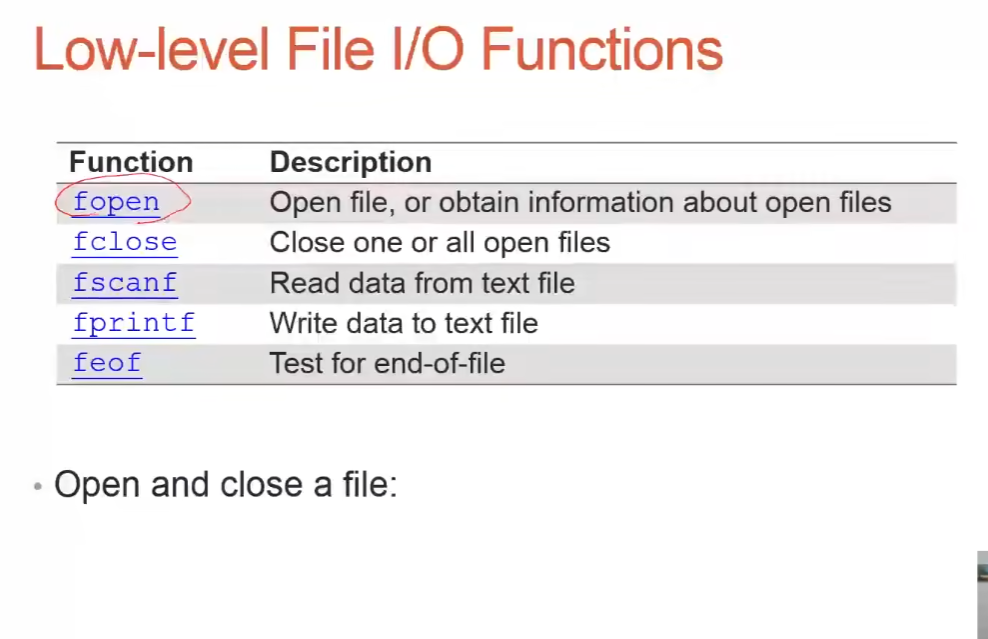 Low-level File I/O Functions
Function Description
fopen Open file, or obtain information about open files
fclose Close one or all open files
fscanf Read data from text file
fprintf Write data to text file
feof Test for end-of-file
• Open and close a file: